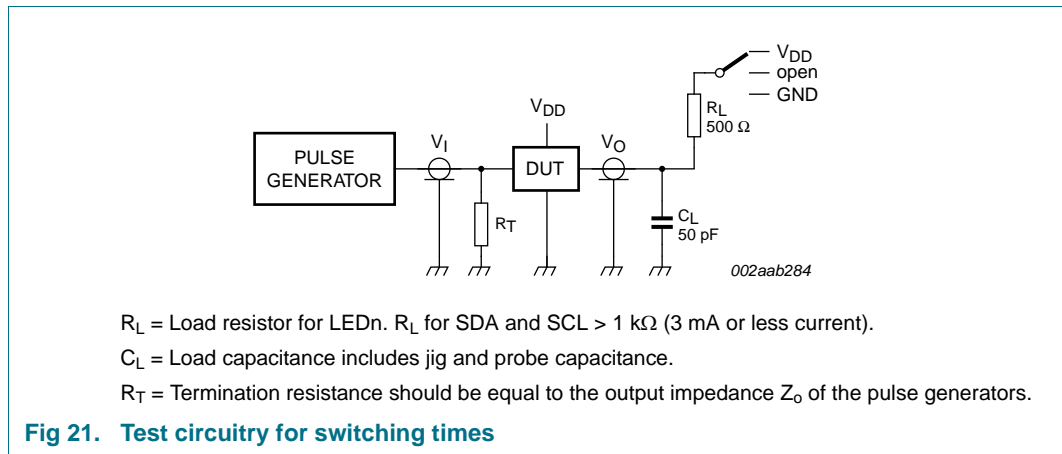 V_DD
open
GND
R_L
500 Ω
V_DD
V_I
V_O
PULSE
GENERATOR
DUT
R_T
C_L
50 pF
002aab284
R_L = Load resistor for LEDn. R_L for SDA and SCL > 1 kΩ (3 mA or less current).
C_L = Load capacitance includes jig and probe capacitance.
R_T = Termination resistance should be equal to the output impedance Z_o of the pulse generators.
Fig 21. Test circuitry for switching times